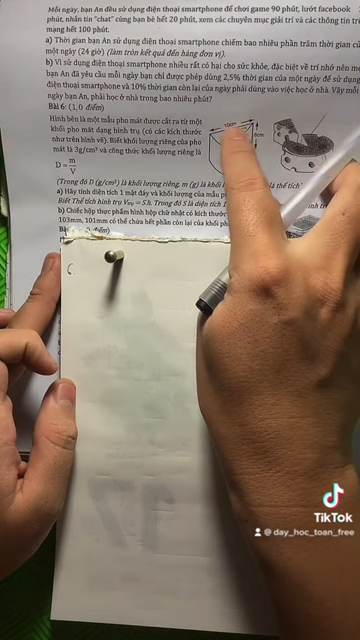 Mỗi ngày, bạn An đều sử dụng điện thoại smartphone để chơi game 90 phút, lướt facebook
phút, nhắn tin "chat" cùng bạn bè hết 20 phút, xem các chuyên mục giải trí và các thông tin tr
mạng hết 100 phút.
a) Thời gian bạn An sử dụng điện thoại smartphone chiếm bao nhiêu phần trăm thời gian củ
một ngày (24 giờ) (làm tròn kết quả đến hàng đơn vị).
b) Vì sử dụng điện thoại smartphone nhiều rất có hại cho sức khỏe, đặc biệt về trí nhớ nên mẹ
bạn An đã yêu cầu mỗi ngày bạn chỉ được phép dùng 2,5% thời gian của một ngày để sử dụng
điện thoại smartphone và 10% thời gian còn lại của ngày phải dùng vào việc ở nhà. Vậy mỗi
ngày bạn An, phải học ở nhà trong bao nhiêu phút?
Bài 6: (1,0 điểm)
Hình bên là một mẫu pho mát được cắt ra từ một
khối pho mát dạng hình trụ (có các kích thước
như trên hình vẽ). Biết khối lượng riêng của pho
mát là 3g/cm³ và công thức khối lượng riêng là
D = m/V
10cm
8cm
(Trong đó D (g/cm³) là khối lượng riêng, m (g) là khối là thể tích
a) Hãy tính diện tích 1 mặt đáy và khối lượng của mẫu p
Biết Thể tích hình trụ = S.h. Trong đó S là diện tích
b) Chiếc hộp thực phẩm hình hộp chữ nhật có kích thước
103mm, 101mm có thể chứa hết phần còn lại của khối ph
TikTok
@day_hoc_toan_free